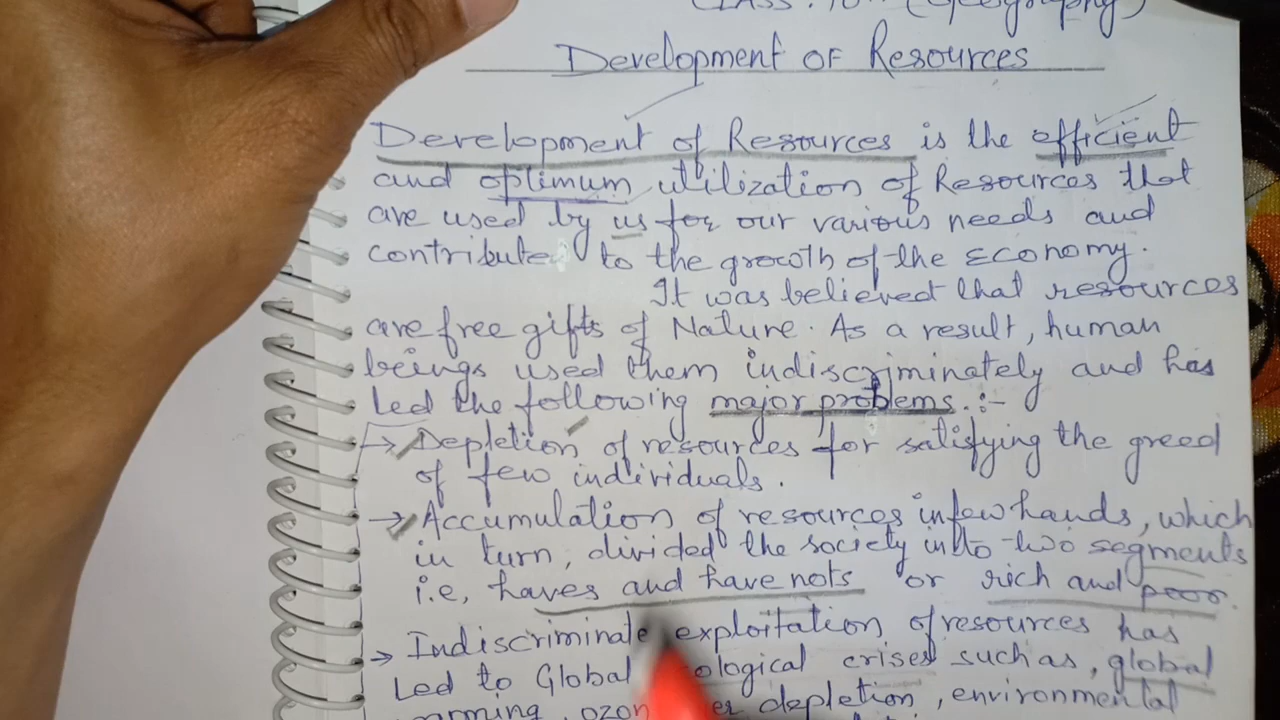 CLASS: 10th (Geography)
Development of Resources
Development of Resources is the efficient
and optimum utilization of Resources that
are used by us for our various needs and
contribute to the growth of the Economy.
It was believed that resources
are free gifts of Nature. As a result, human
beings used them indiscriminately and has
led the following major problems :-
→ Depletion of resources for satisfying the greed
of few individuals.
→ Accumulation of resources in few hands, which
in turn, divided the society into two segments
i.e, haves and have nots or rich and poor.
→ Indiscriminate exploitation of resources has
Led to Global ological crises such as, global
depletion, environmental